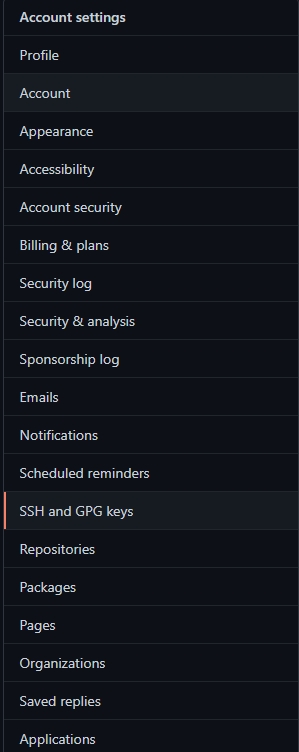 Account settings
Profile
Account
Appearance
Accessibility
Account security
Billing & plans
Security log
Security & analysis
Sponsorship log
Emails
Notifications
Scheduled reminders
SSH and GPG keys
Repositories
Packages
Pages
Organizations
Saved replies
Applications